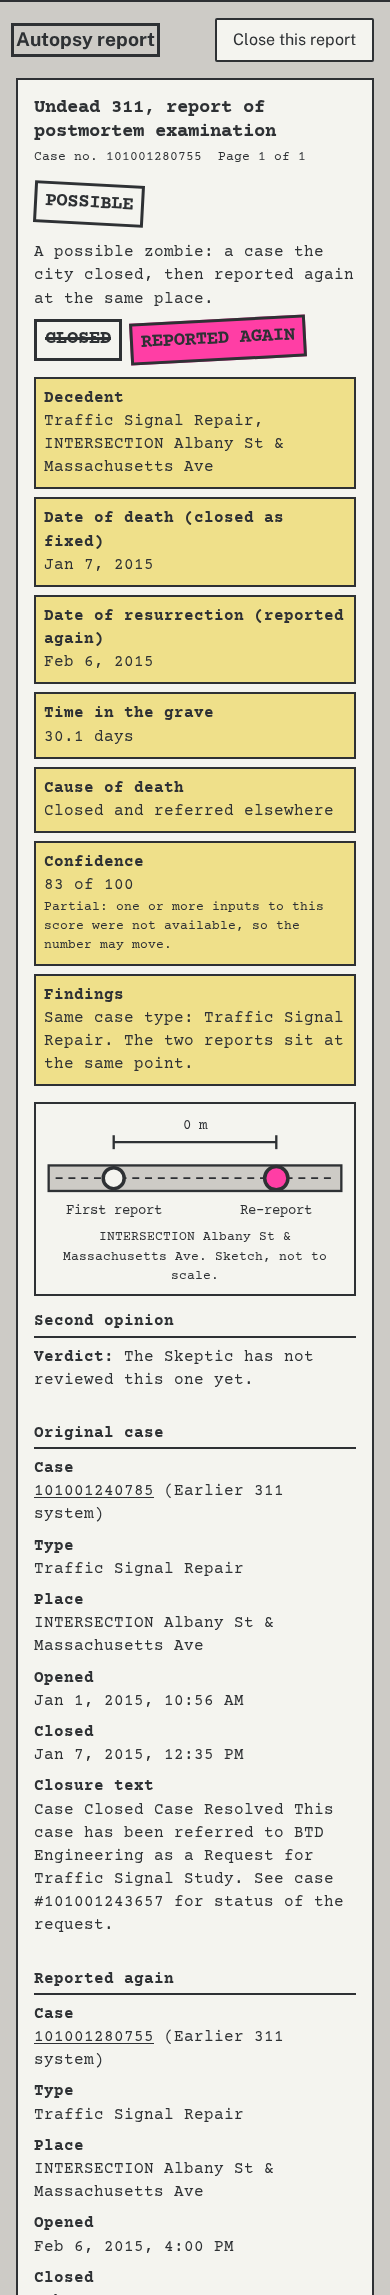 Autopsy report
Close this report
Undead 311, report of
postmortem examination
Case no. 101001280755  Page 1 of 1
POSSIBLE
A possible zombie: a case the
city closed, then reported again
at the same place.
CLOSED
REPORTED AGAIN
Decedent
Traffic Signal Repair,
INTERSECTION Albany St &
Massachusetts Ave
Date of death (closed as
fixed)
Jan 7, 2015
Date of resurrection (reported
again)
Feb 6, 2015
Time in the grave
30.1 days
Cause of death
Closed and referred elsewhere
Confidence
83 of 100
Partial: one or more inputs to this
score were not available, so the
number may move.
Findings
Same case type: Traffic Signal
Repair. The two reports sit at
the same point.
0 m
First report
Re-report
INTERSECTION Albany St &
Massachusetts Ave. Sketch, not to
scale.
Second opinion
Verdict: The Skeptic has not
reviewed this one yet.
Original case
Case
101001240785 (Earlier 311
system)
Type
Traffic Signal Repair
Place
INTERSECTION Albany St &
Massachusetts Ave
Opened
Jan 1, 2015, 10:56 AM
Closed
Jan 7, 2015, 12:35 PM
Closure text
Case Closed Case Resolved This
case has been referred to BTD
Engineering as a Request for
Traffic Signal Study. See case
#101001243657 for status of the
request.
Reported again
Case
101001280755 (Earlier 311
system)
Type
Traffic Signal Repair
Place
INTERSECTION Albany St &
Massachusetts Ave
Opened
Feb 6, 2015, 4:00 PM
Closed